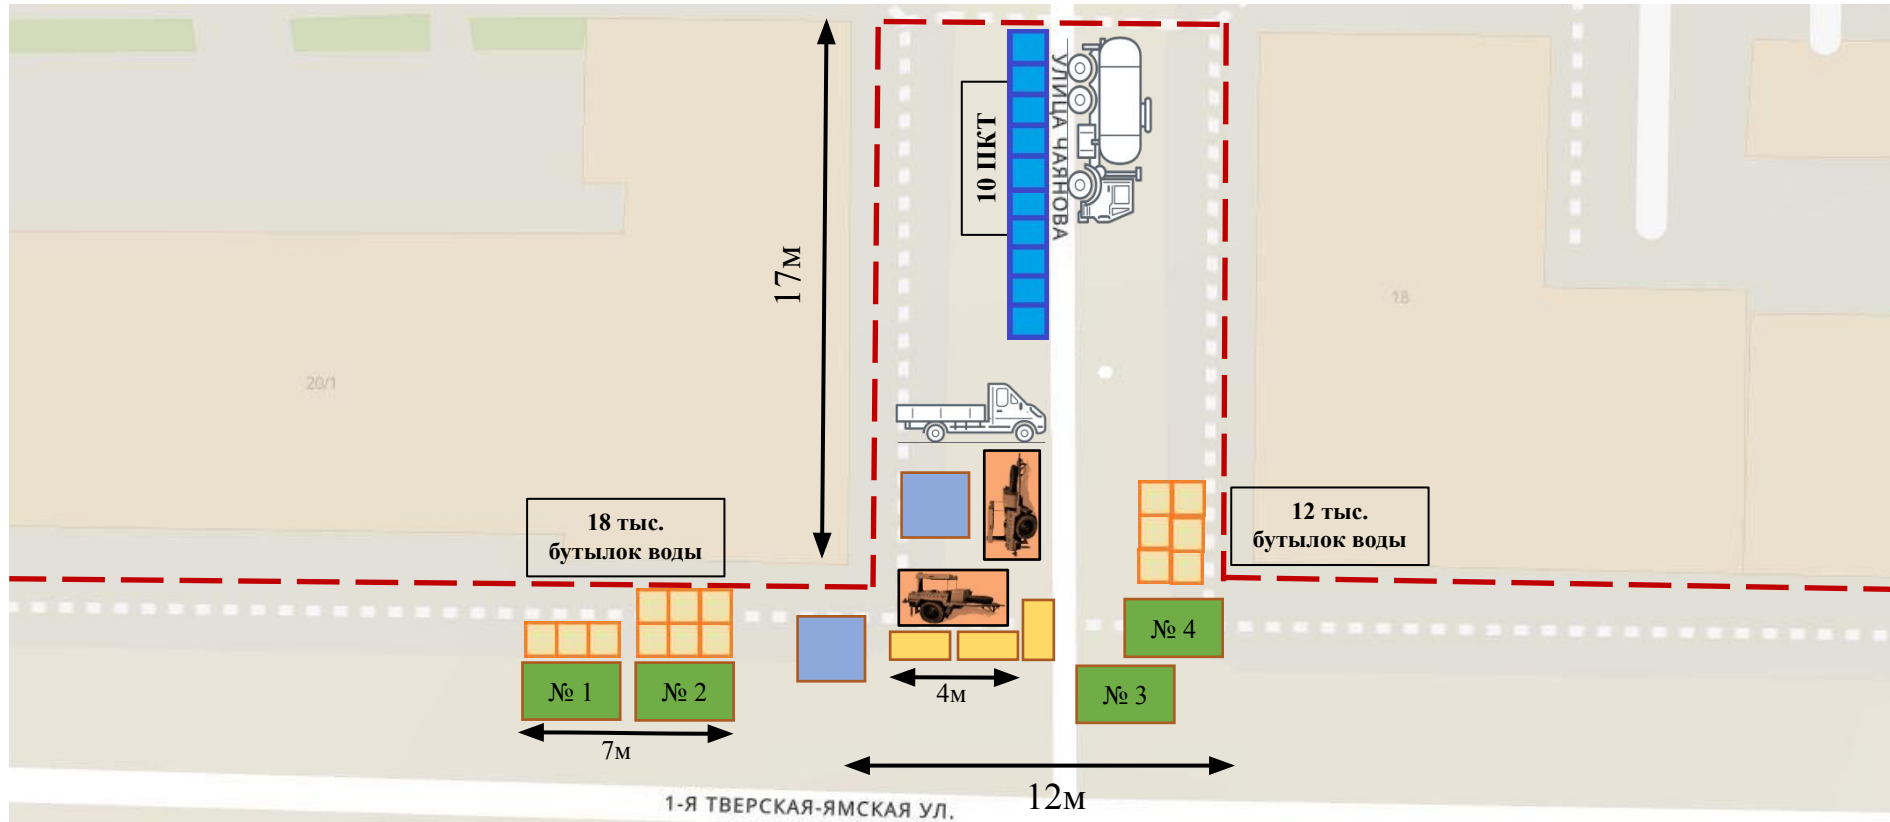 УЛИЦА ЧАЯНОВА
10 ПКТ
17м
18
20/1
18 тыс.
бутылок воды
12 тыс.
бутылок воды
№ 1
№ 2
№ 4
№ 3
4м
7м
12м
1-Я ТВЕРСКАЯ-ЯМСКАЯ УЛ.